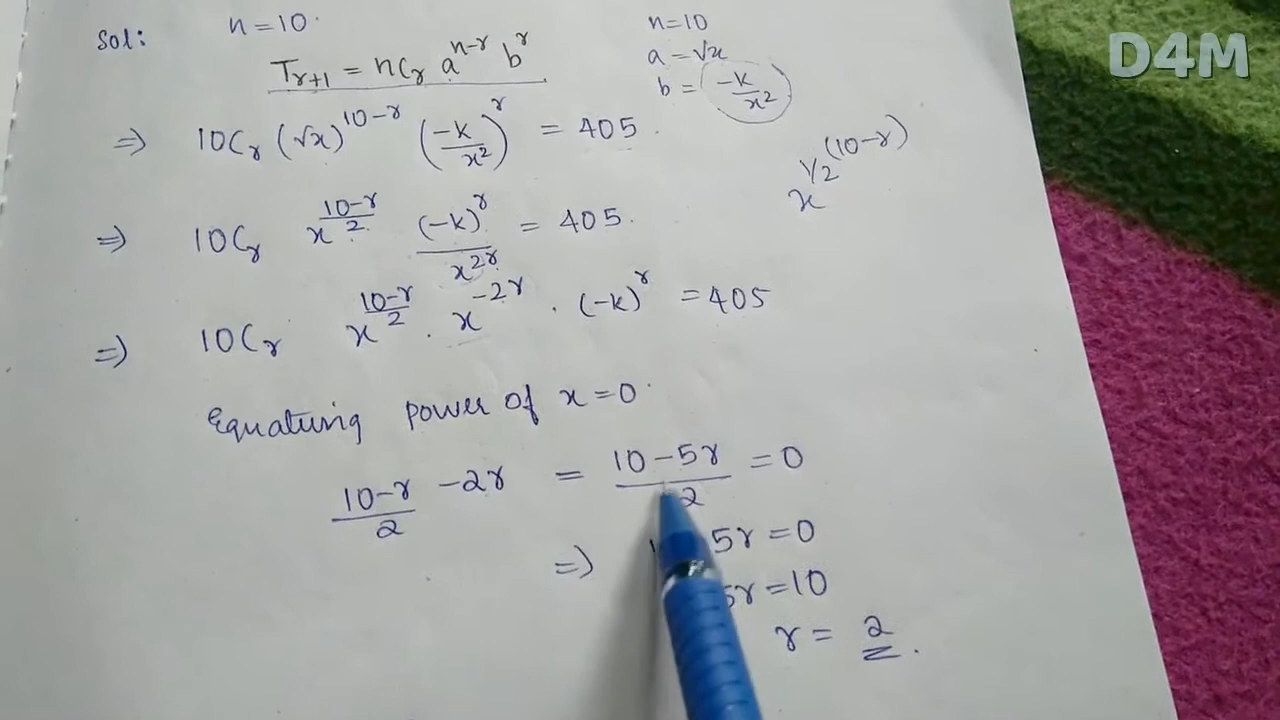 D4M
Sol: n=10.
n=10
a = √x
b = -k/x²
Tᵣ₊₁ = nCᵣ aⁿ⁻ʳ bʳ
⇒ 10Cᵣ (√x)^(10-r) (-k/x²)^r = 405.
x^(1/2(10-r))
⇒ 10Cᵣ x^((10-r)/2) (-k)^r/x^(2r) = 405.
⇒ 10Cᵣ x^((10-r)/2) . x^(-2r) . (-k)^r = 405
Equating power of x=0.
(10-r)/2 -2r = (10-5r)/2 = 0
⇒ 5r = 0
5r = 10
r = 2.